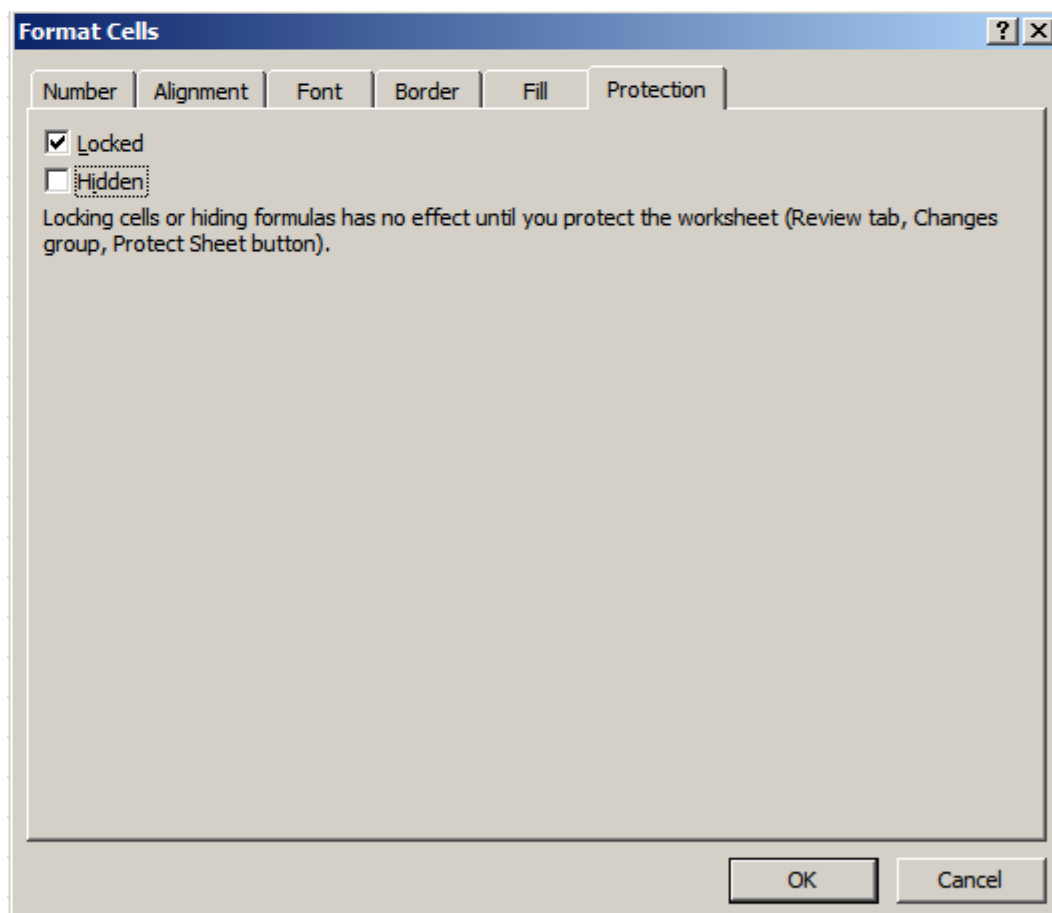 Format Cells
Number Alignment Font Border Fill Protection
Locked
Hidden
Locking cells or hiding formulas has no effect until you protect the worksheet (Review tab, Changes
group, Protect Sheet button).
OK Cancel